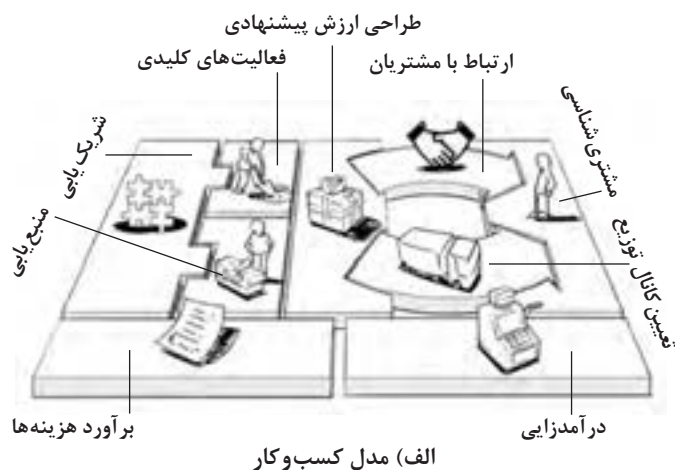 طراحی ارزش پیشنهادی
ارتباط با مشتریان
فعالیت‌های کلیدی
مشتری شناسی
شریک یابی
تعیین کانال توزیع
منبع‌یابی
درآمدزایی
برآورد هزینه‌ها
الف) مدل کسب‌وکار